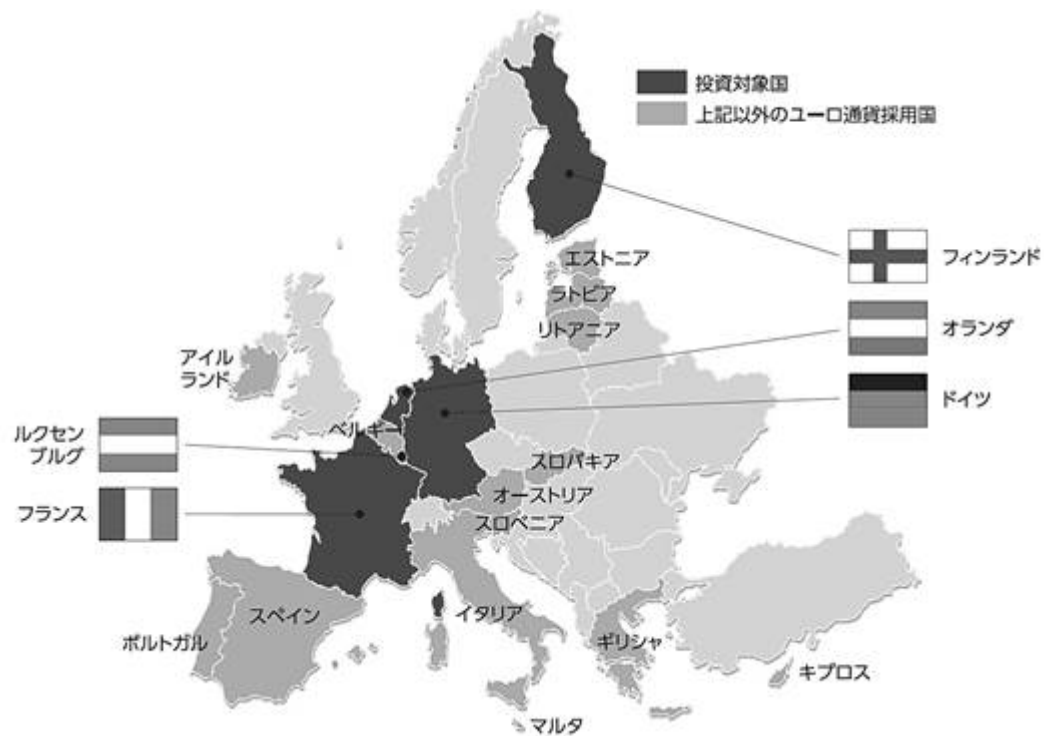 投資対象国
上記以外のユーロ通貨採用国
フィンランド
エストニア
ラトビア
リトアニア
オランダ
アイル
ランド
ドイツ
ベルギー
ルクセン
ブルグ
スロバキア
オーストリア
フランス
スロベニア
スペイン
イタリア
ポルトガル
ギリシャ
キプロス
マルタ